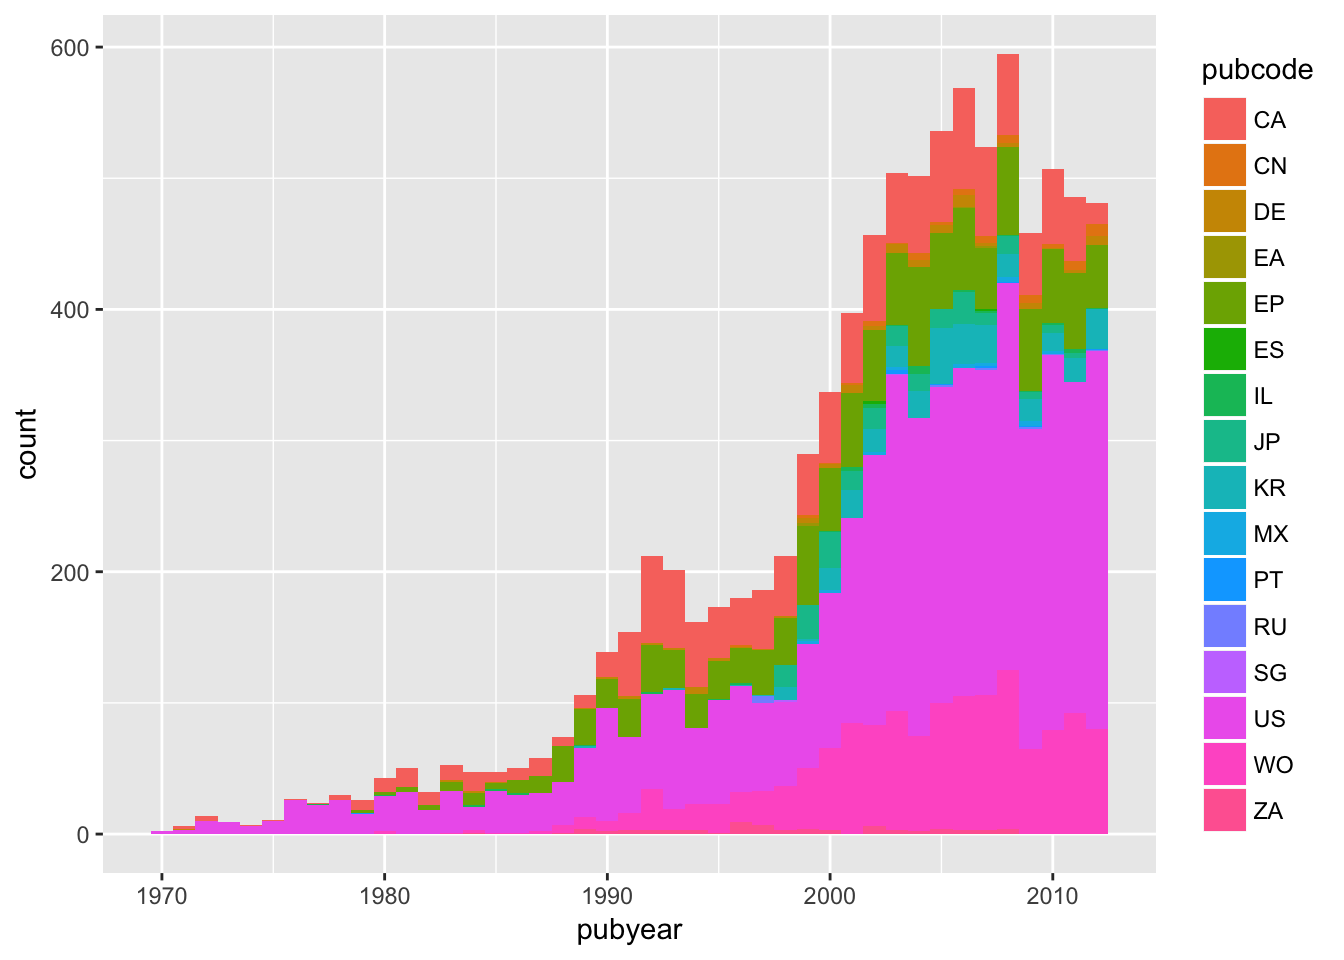 600
400
200
0
count
1970 1980 1990 2000 2010
pubyear
pubcode
CA
CN
DE
EA
EP
ES
IL
JP
KR
MX
PT
RU
SG
US
WO
ZA